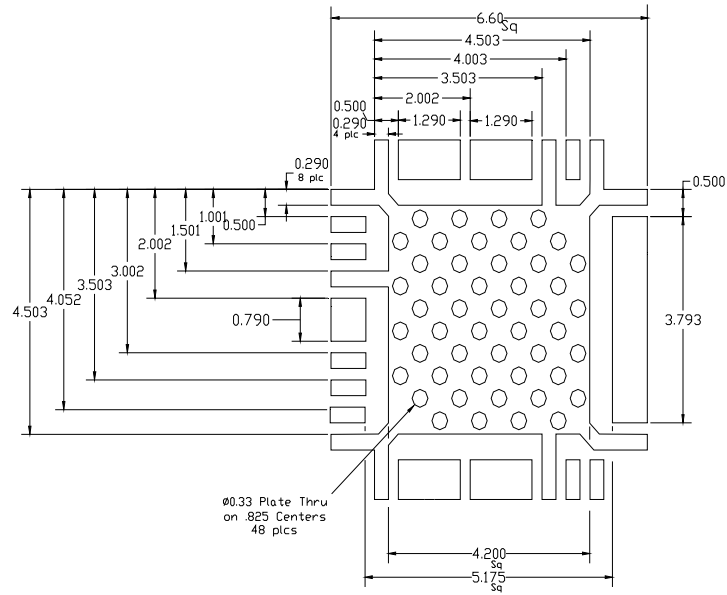 6.60
Sq
4.503
4.003
3.503
2.002
0.500
0.290
4 plc
1.290
1.290
0.290
8 plc
0.500
1.001
0.500
1.501
2.002
3.002
3.503
4.052
4.503
0.790
3.793
Ø0.33 Plate Thru
on .825 Centers
48 plcs
4.200
Sq
5.175
Sq